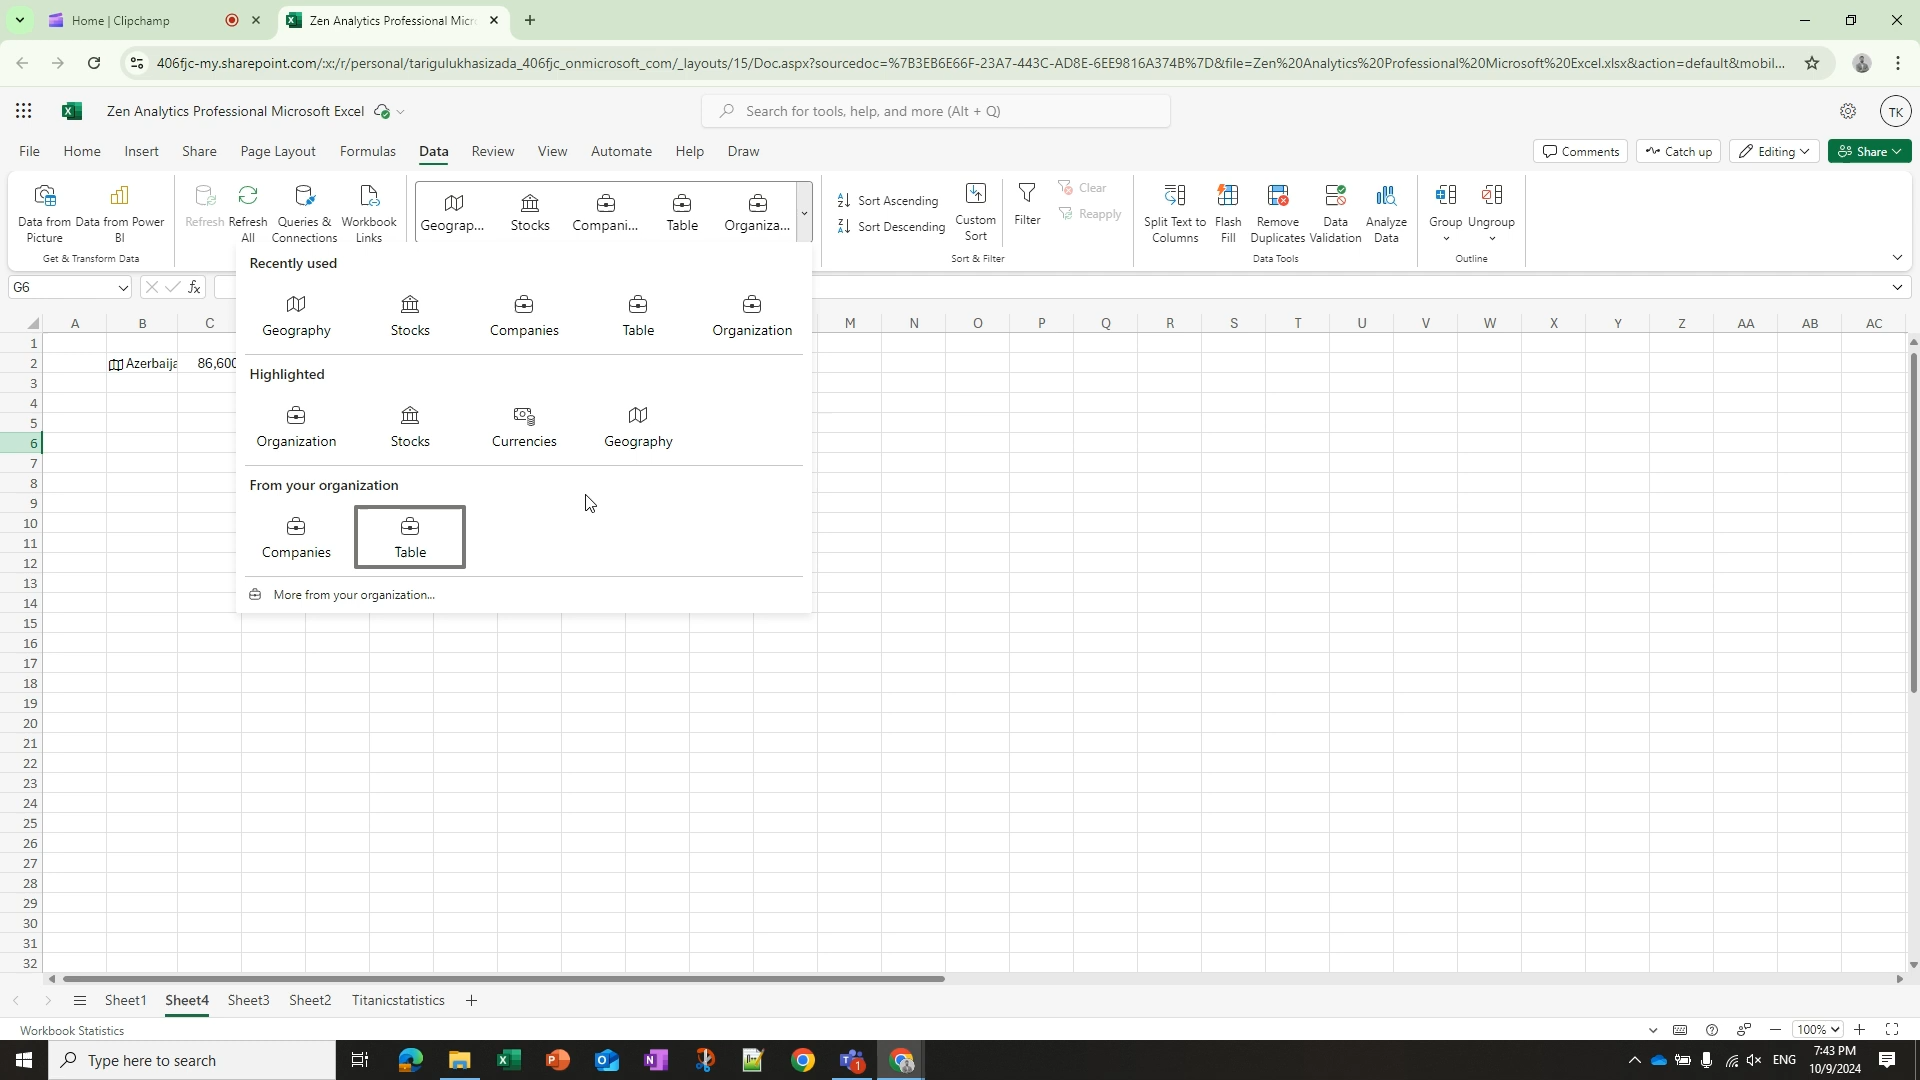 Home | Clipchamp
Zen Analytics Professional Micr
406fjc-my.sharepoint.com/:x:/r/personal/tarigulukhasizada_406fjc_onmicrosoft_com/_layouts/15/Doc.aspx?sourcedoc=%7B3EB6E66F-23A7-443C-AD8E-6EE9816A374B%7D&file=Zen%20Analytics%20Professional%20Microsoft%20Excel.xlsx&action=default&mobil...
Zen Analytics Professional Microsoft Excel
Search for tools, help, and more (Alt + Q)
TK
File Home Insert Share Page Layout Formulas Data Review View Automate Help Draw
Comments Catch up Editing Share
Data from Picture
Data from Power BI
Get & Transform Data
Refresh
Refresh All
Queries & Connections
Workbook Links
Geograp... Stocks Compani... Table Organiza...
Sort Ascending
Sort Descending
Custom Sort
Filter
Clear
Reapply
Sort & Filter
Split Text to Columns
Flash Fill
Remove Duplicates
Data Validation
Analyze Data
Data Tools
Group
Ungroup
Outline
G6
fx
Recently used
Geography Stocks Companies Table Organization
Highlighted
Organization Stocks Currencies Geography
From your organization
Companies Table
More from your organization...
A B C M N O P Q R S T U V W X Y Z AA AB AC
1
2 Azerbaija 86,600
3
4
5
6
7
8
9
10
11
12
13
14
15
16
17
18
19
20
21
22
23
24
25
26
27
28
29
30
31
32
Sheet1 Sheet4 Sheet3 Sheet2 Titanicstatistics
Workbook Statistics
100%
Type here to search
ENG
7:43 PM
10/9/2024